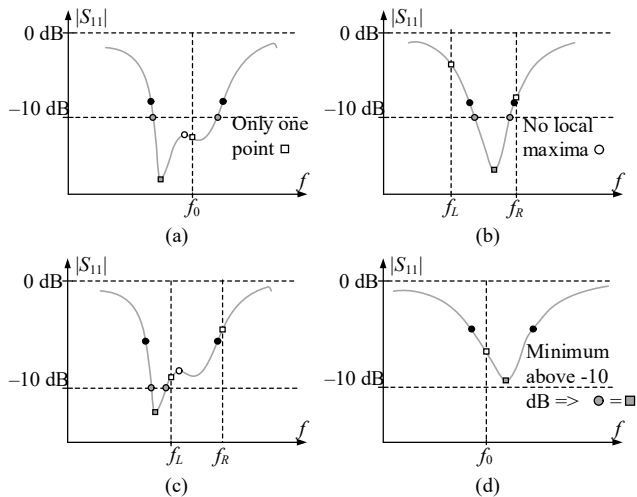 |S11|
0 dB
–10 dB
Only one
point
f
f0
(a)
|S11|
0 dB
–10 dB
No local
maxima
f
fL
fR
(b)
|S11|
0 dB
–10 dB
f
fL
fR
(c)
|S11|
0 dB
–10 dB
Minimum
above -10
dB => =
f
f0
(d)